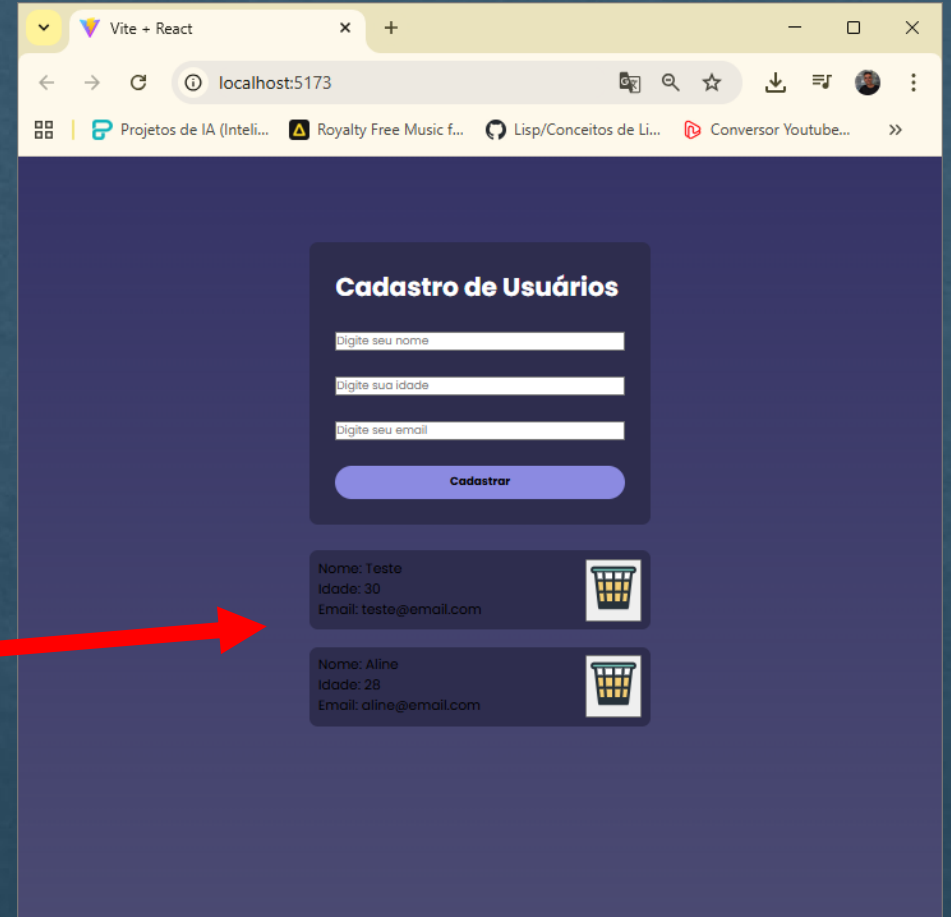 Vite + React
localhost:5173
Projetos de IA (Inteli...
Royalty Free Music f...
Lisp/Conceitos de Li...
Conversor Youtube...
Cadastro de Usuários
Digite seu nome
Digite sua idade
Digite seu email
Cadastrar
Nome: Teste
Idade: 30
Email: teste@email.com
Nome: Aline
Idade: 28
Email: aline@email.com